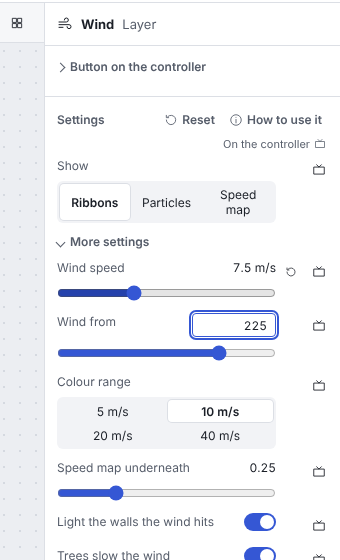 Wind Layer
Button on the controller
Settings Reset How to use it
On the controller
Show
Ribbons Particles Speed
map
More settings
Wind speed 7.5 m/s
Wind from 225
Colour range
5 m/s 10 m/s
20 m/s 40 m/s
Speed map underneath 0.25
Light the walls the wind hits
Trees slow the wind